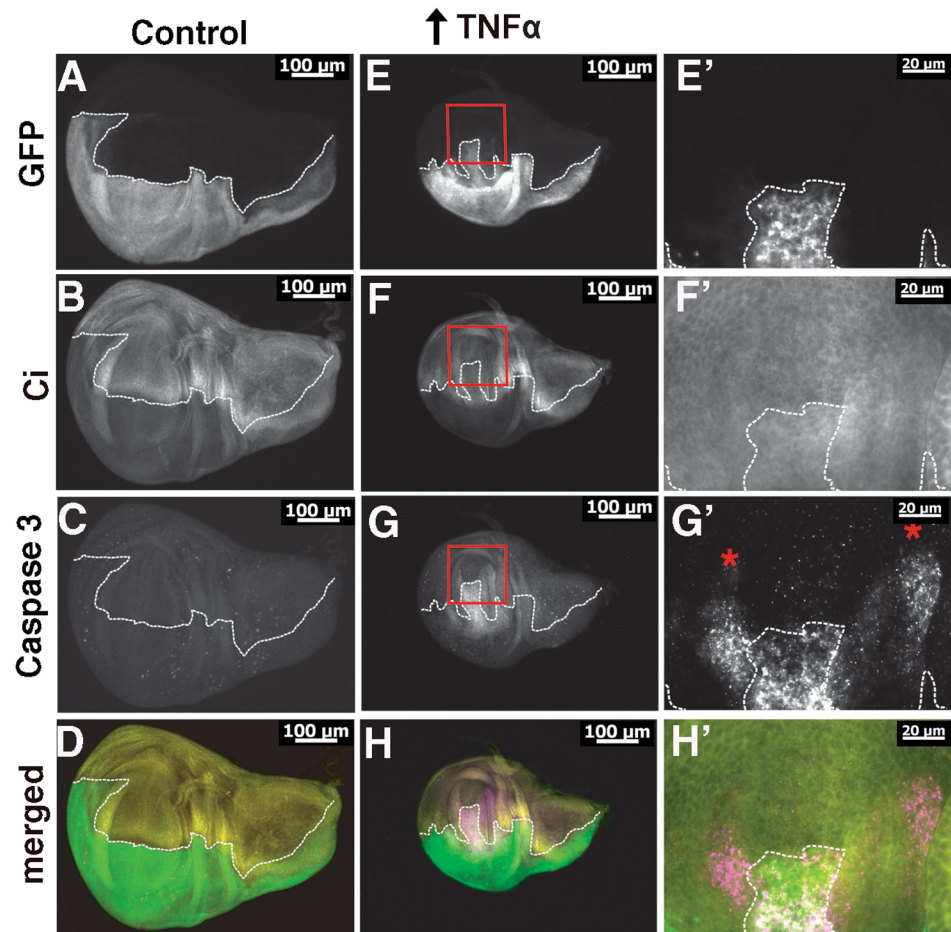 Control
↑ TNFα
GFP
A
100 µm
E
100 µm
E’
20 µm
Ci
B
100 µm
F
100 µm
F’
20 µm
Caspase 3
C
100 µm
G
100 µm
G’
20 µm
*
*
merged
D
100 µm
H
100 µm
H’
20 µm